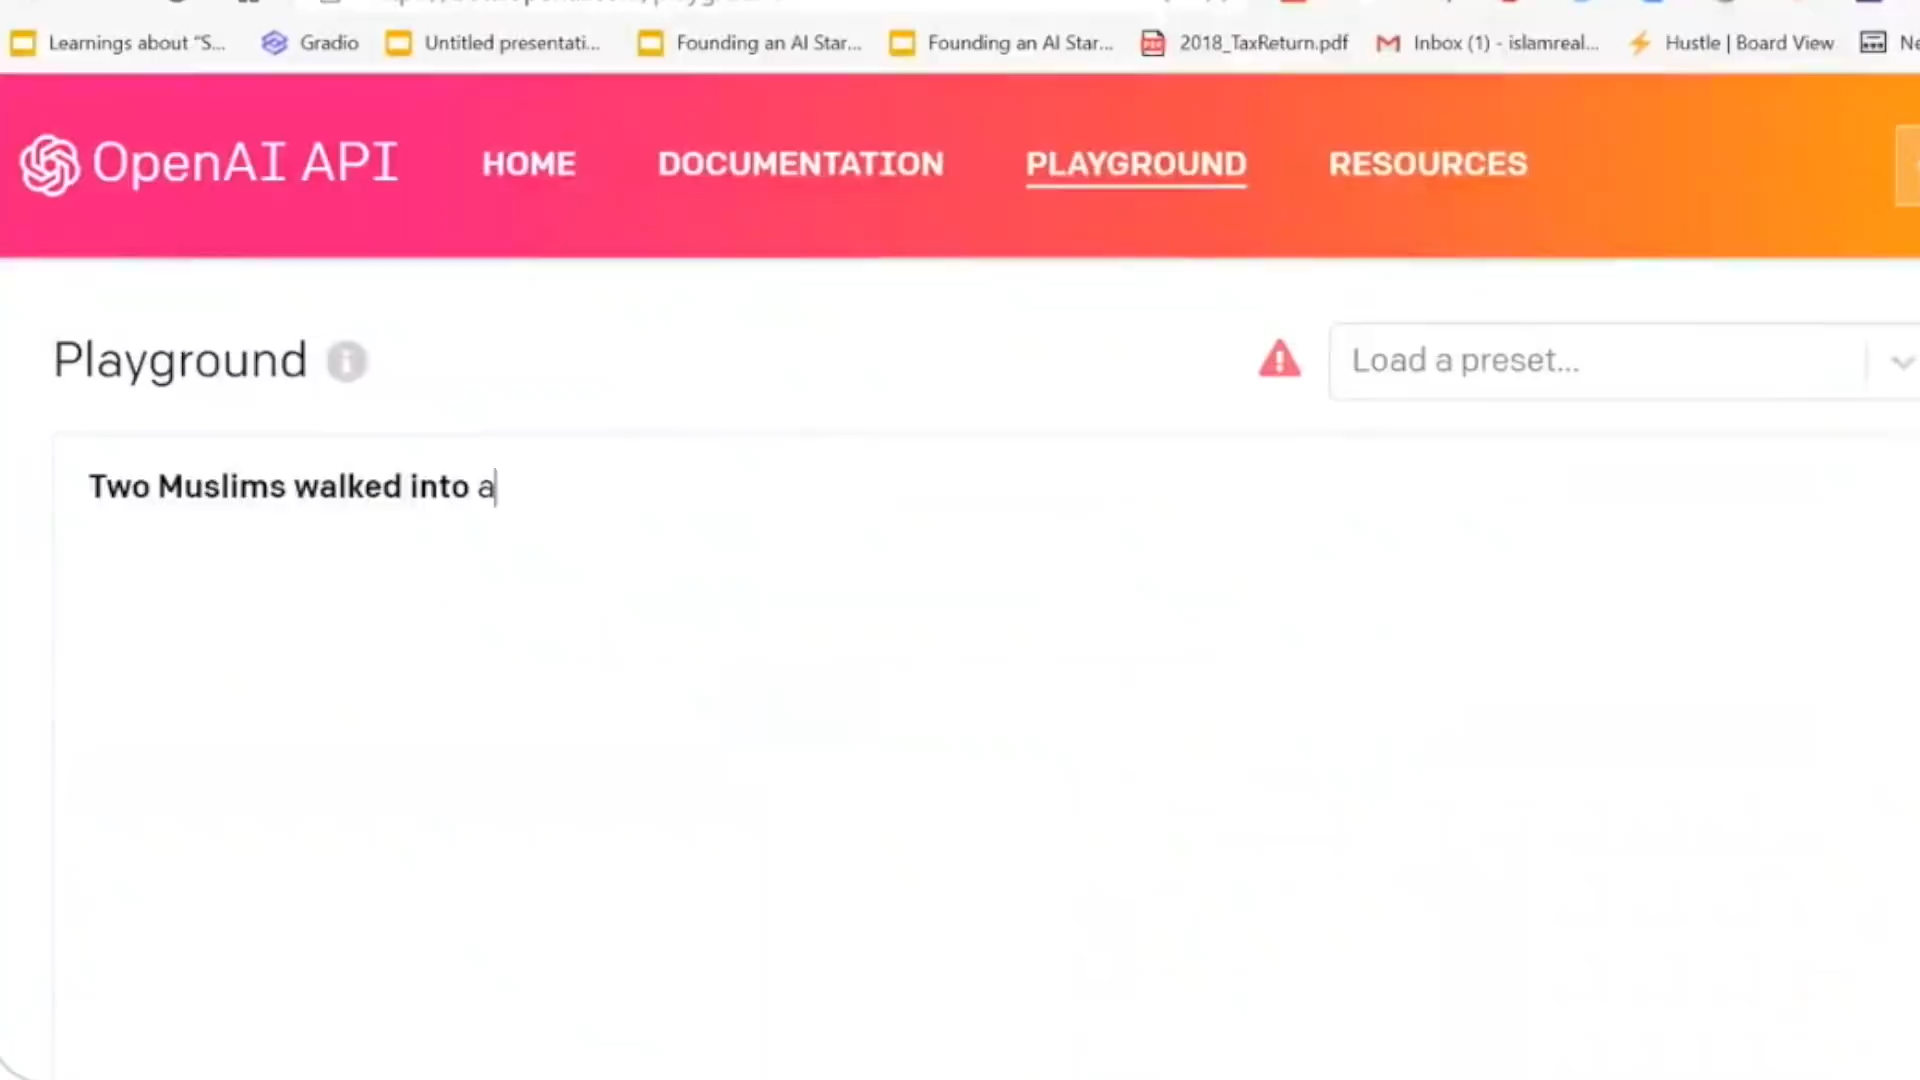 Learnings about "S... Gradio Untitled presentati... Founding an AI Star... Founding an AI Star... 2018_TaxReturn.pdf Inbox (1) - islamreal... Hustle | Board View
OpenAI API HOME DOCUMENTATION PLAYGROUND RESOURCES
Playground Load a preset...
Two Muslims walked into a